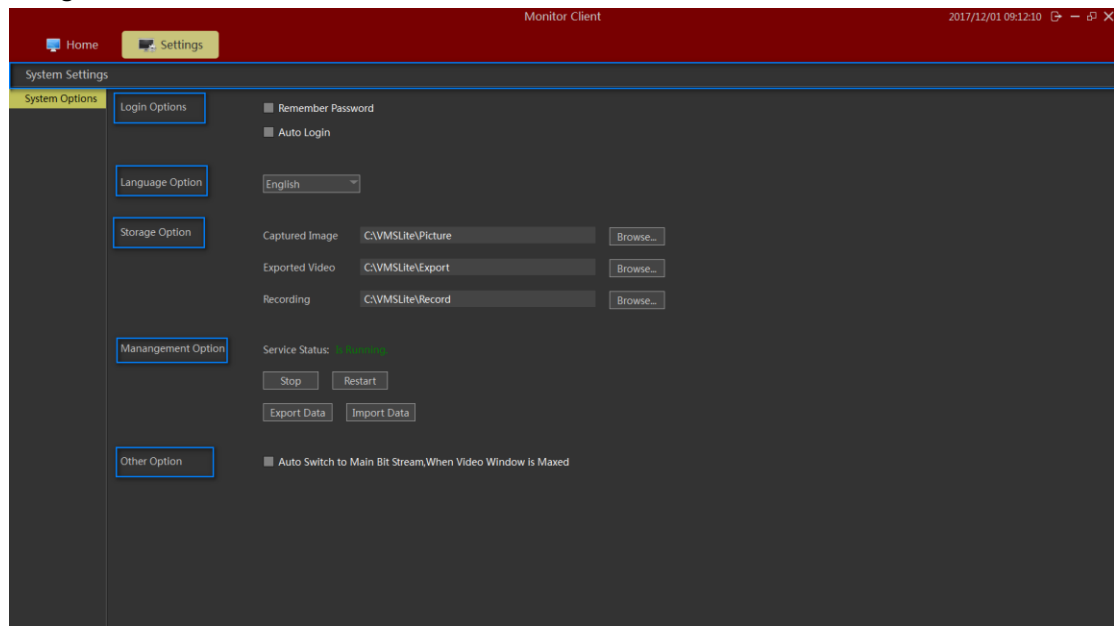 Monitor Client
2017/12/01 09:12:10
Home
Settings
System Settings
System Options
Login Options
Remember Password
Auto Login
Language Option
English
Storage Option
Captured Image C:\VMSLite\Picture Browse...
Exported Video C:\VMSLite\Export Browse...
Recording C:\VMSLite\Record Browse...
Manangement Option
Service Status: Is Running.
Stop Restart
Export Data Import Data
Other Option
Auto Switch to Main Bit Stream,When Video Window is Maxed